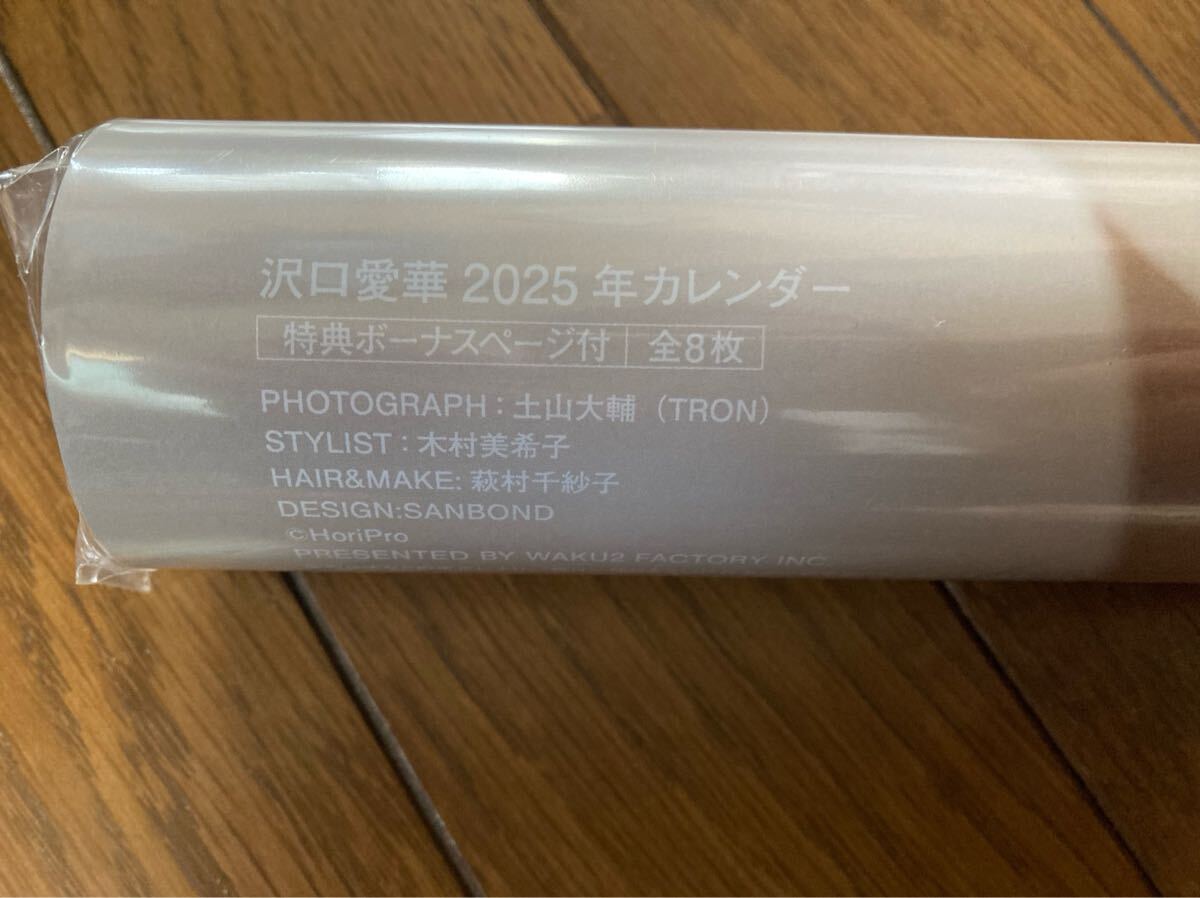 沢口愛華 2025 年カレンダー
特典ボーナスページ付 全8枚
PHOTOGRAPH : 土山大輔（TRON）
STYLIST : 木村美希子
HAIR&MAKE: 萩村千紗子
DESIGN:SANBOND
©HoriPro
PRESENTED BY WAKU2 FACTORY INC.